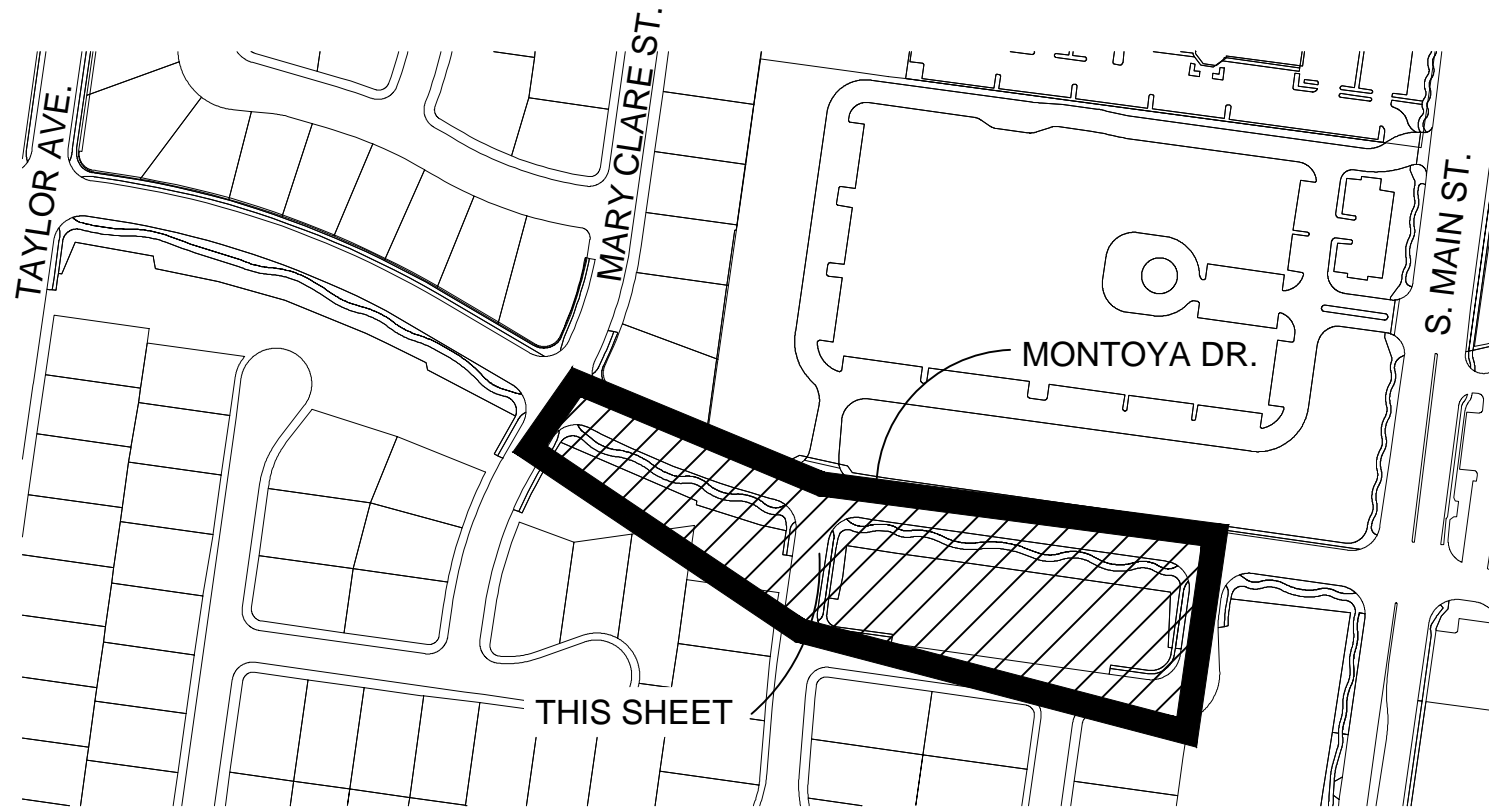 TAYLOR AVE.
MARY CLARE ST.
S. MAIN ST.
MONTOYA DR.
THIS SHEET